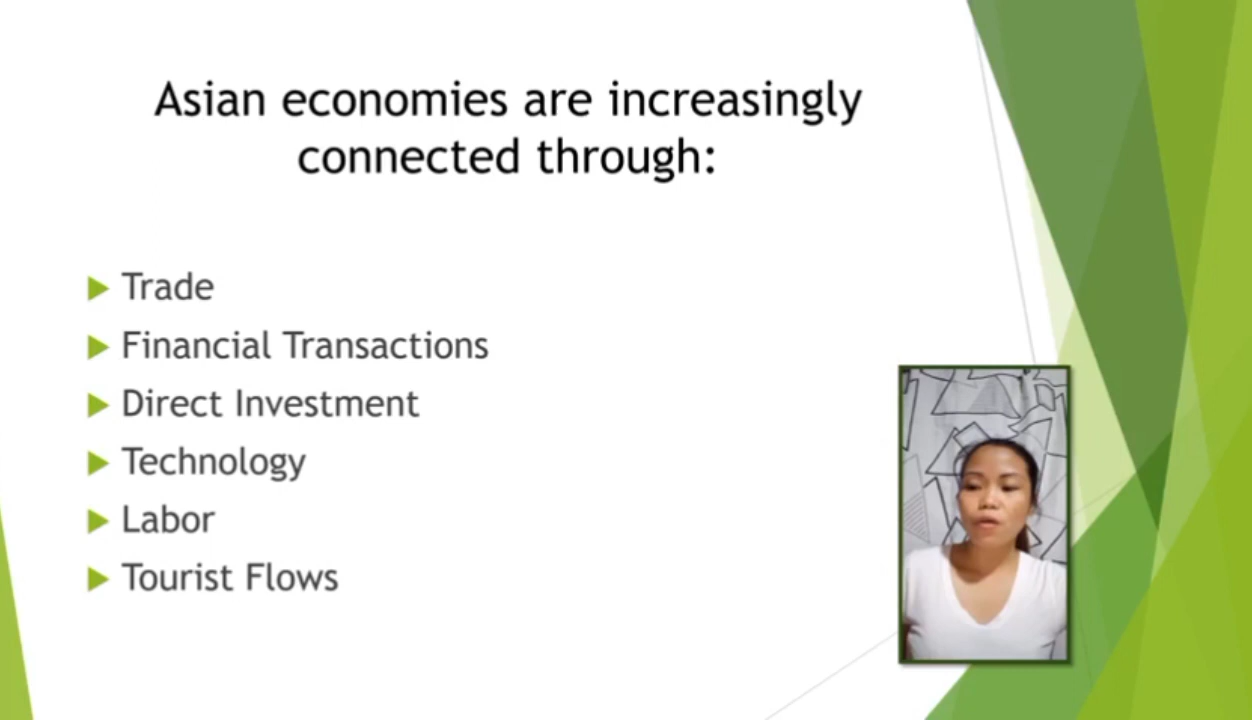 Asian economies are increasingly
connected through:
Trade
Financial Transactions
Direct Investment
Technology
Labor
Tourist Flows